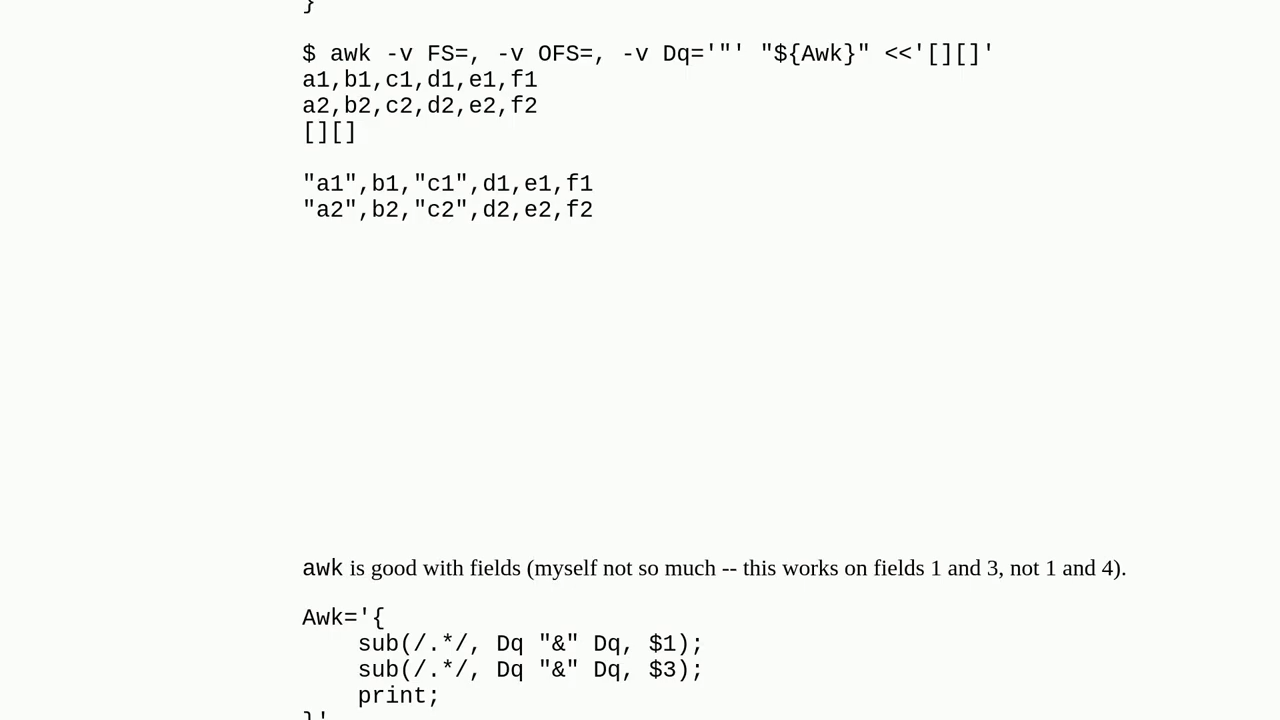 }
$ awk -v FS=, -v OFS=, -v Dq='"' "${Awk}" <<'[][]'
a1,b1,c1,d1,e1,f1
a2,b2,c2,d2,e2,f2
[][]
"a1",b1,"c1",d1,e1,f1
"a2",b2,"c2",d2,e2,f2
awk is good with fields (myself not so much -- this works on fields 1 and 3, not 1 and 4).
Awk='{
    sub(/.*/, Dq "&" Dq, $1);
    sub(/.*/, Dq "&" Dq, $3);
    print;
}'